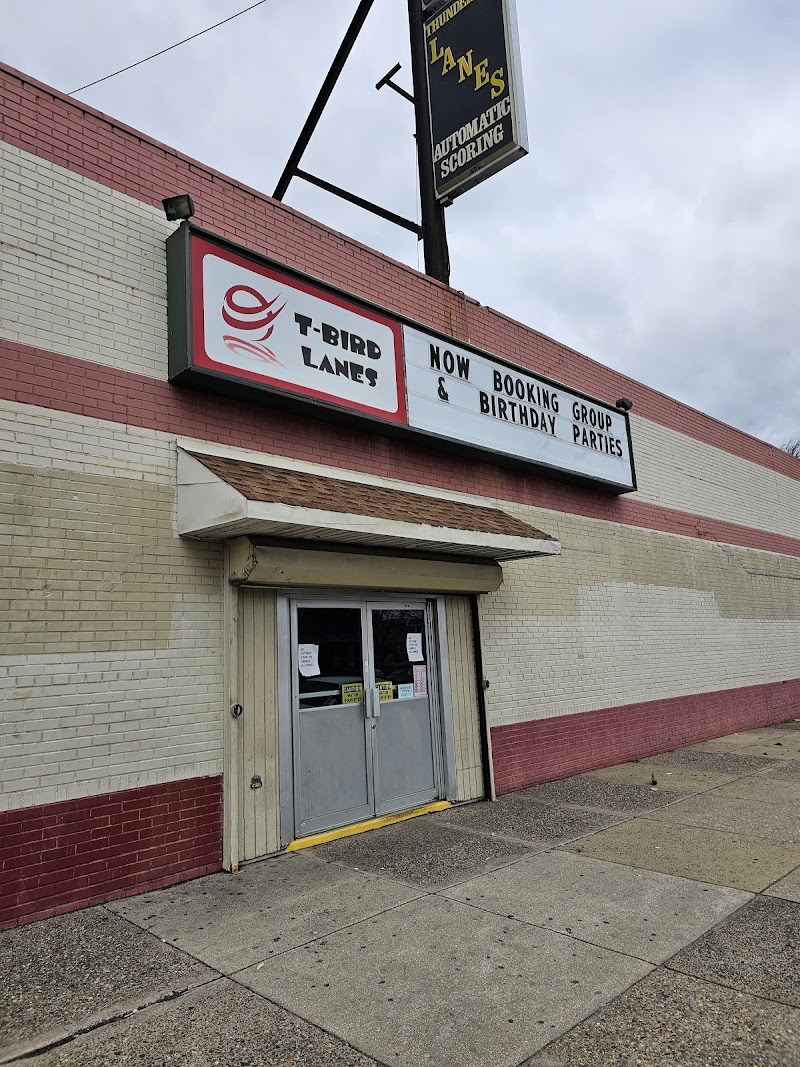 LANES
AUTOMATIC
SCORING
T-BIRD
LANES
NOW BOOKING GROUP
& BIRTHDAY PARTIES